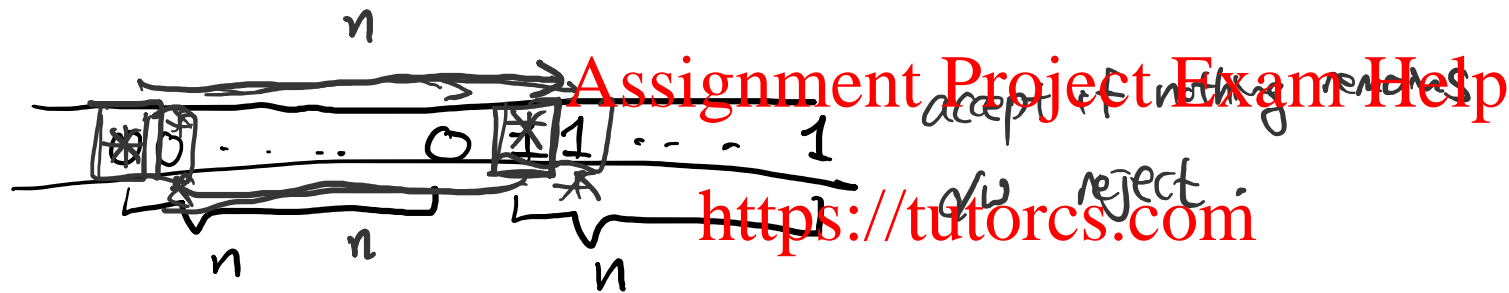 n
Assignment Project Exam Help
accept if nothing remains
* 0 . . . . 0 * 1 - - - 1
*
o/w reject.
https://tutorcs.com
n n n